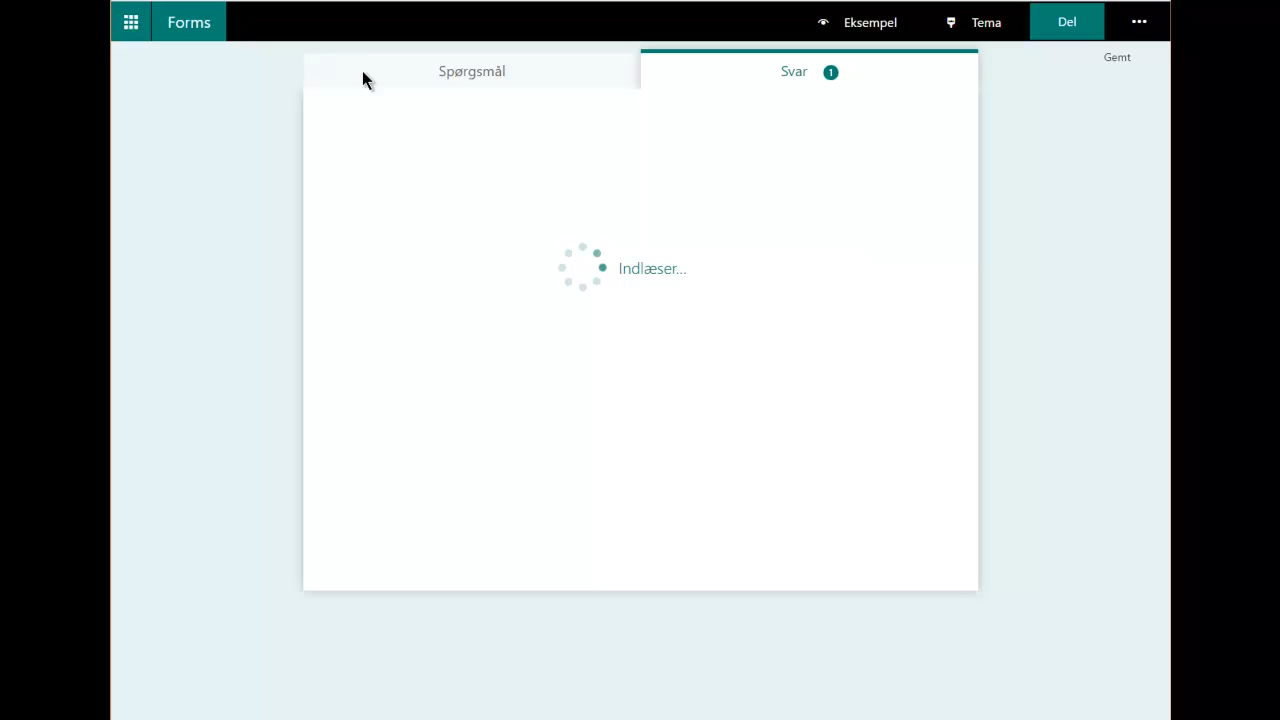 Forms
Eksempel
Tema
Del
Gemt
Spørgsmål
Svar 1
Indlæser...